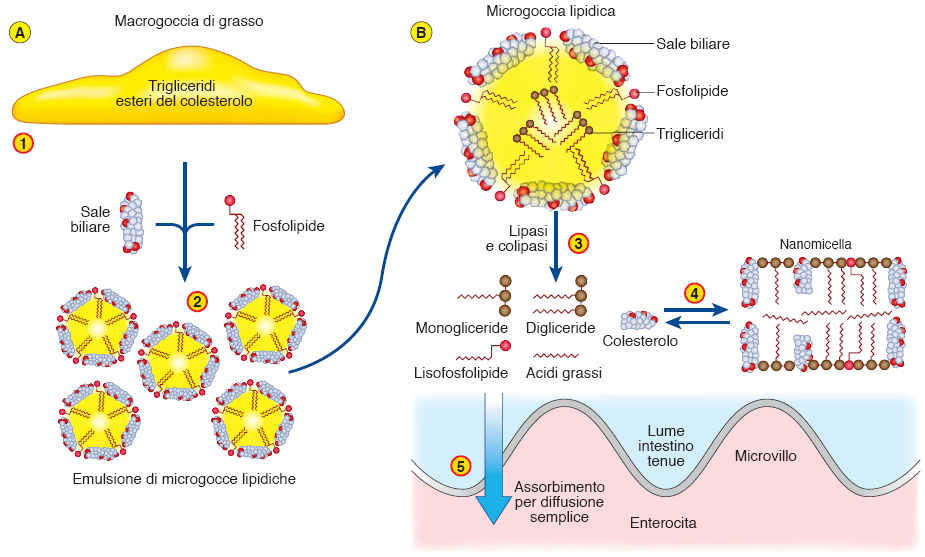 A
Macrogoccia di grasso
Trigliceridi
esteri del colesterolo
1
Sale
biliare
Fosfolipide
2
Emulsione di microgocce lipidiche
B
Microgoccia lipidica
Sale biliare
Fosfolipide
Trigliceridi
Lipasi
e colipasi
3
Monogliceride
Digliceride
Lisofosfolipide
Acidi grassi
Colesterolo
4
Nanomicella
5
Assorbimento
per diffusione
semplice
Lume
intestino
tenue
Microvillo
Enterocita